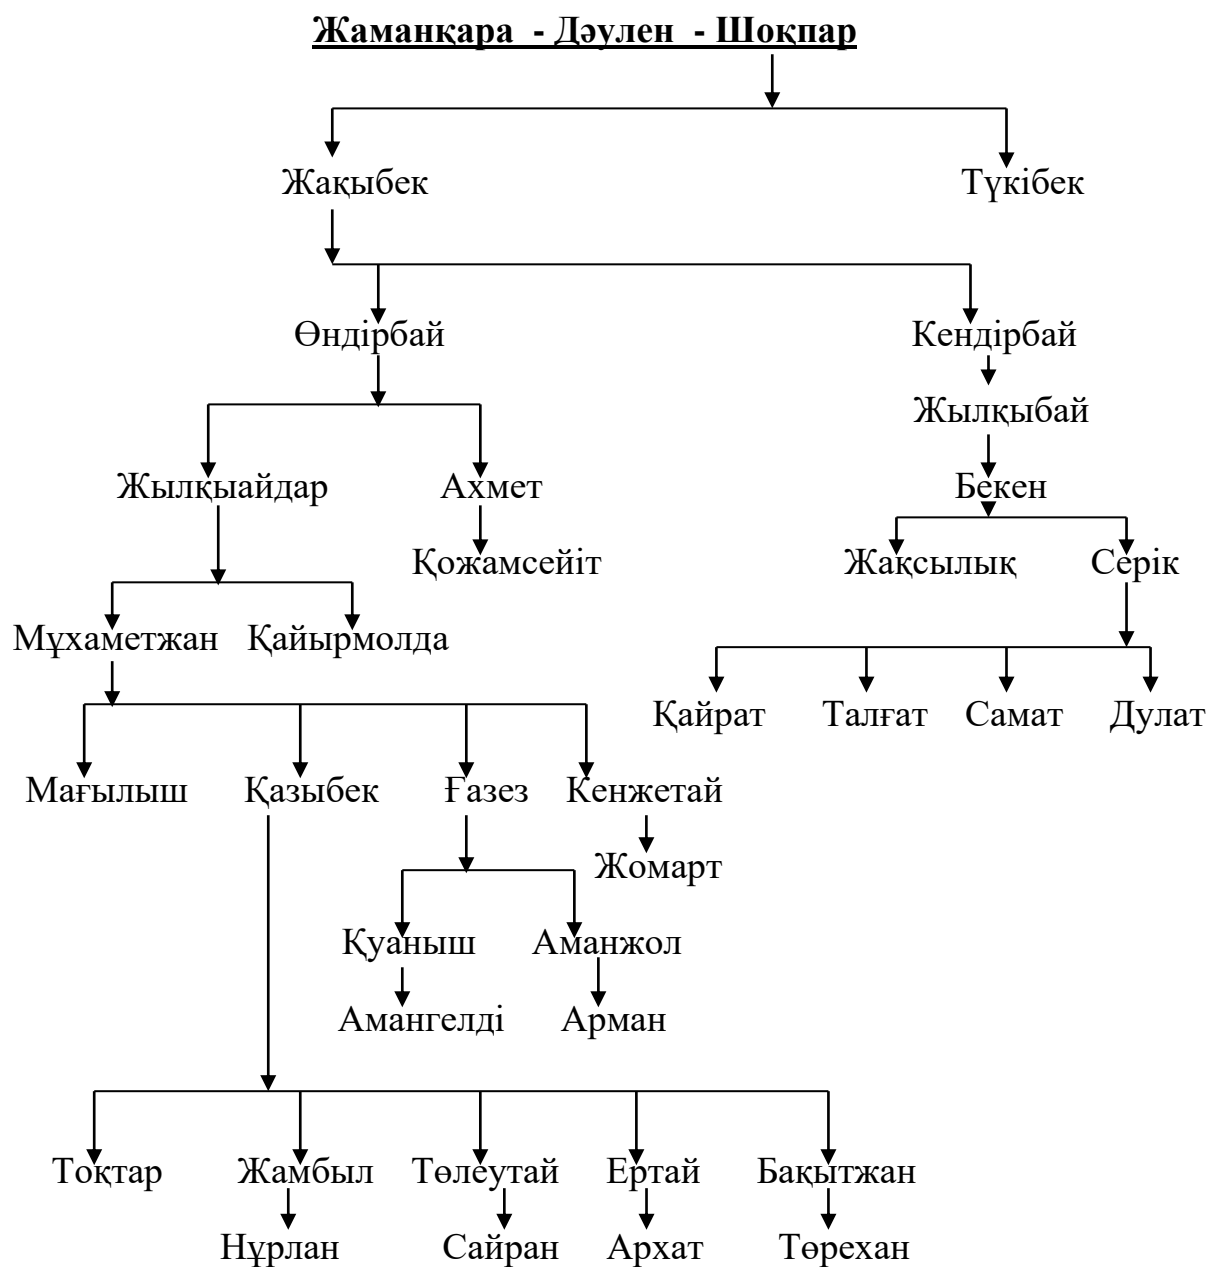 Жаманқара - Дәулен - Шоқпар
Жақыбек Түкібек
Өндірбай Кендірбай
Жылқыбай
Жылқыайдар Ахмет Бекен
Қожамсейіт Жақсылық Серік
Мұхаметжан Қайырмолда
Қайрат Талғат Самат Дулат
Мағылыш Қазыбек Ғазез Кенжетай
Жомарт
Қуаныш Аманжол
Амангелді Арман
Тоқтар Жамбыл Төлеутай Ертай Бақытжан
Нұрлан Сайран Архат Төрехан